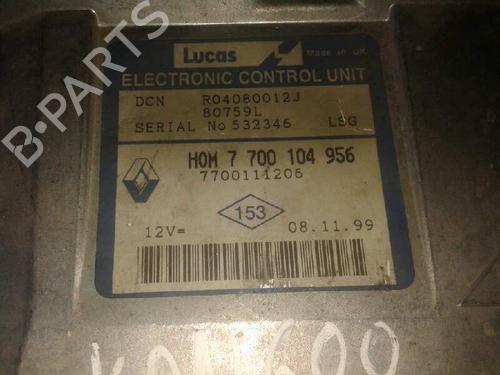 B-PARTS
Lucas
Made in UK
ELECTRONIC CONTROL UNIT
DCN R04080012J
80759L
SERIAL No 532346 LSG
HOM 7 700 104 956
7700111206
153
12V= 08.11.99
KANGOO